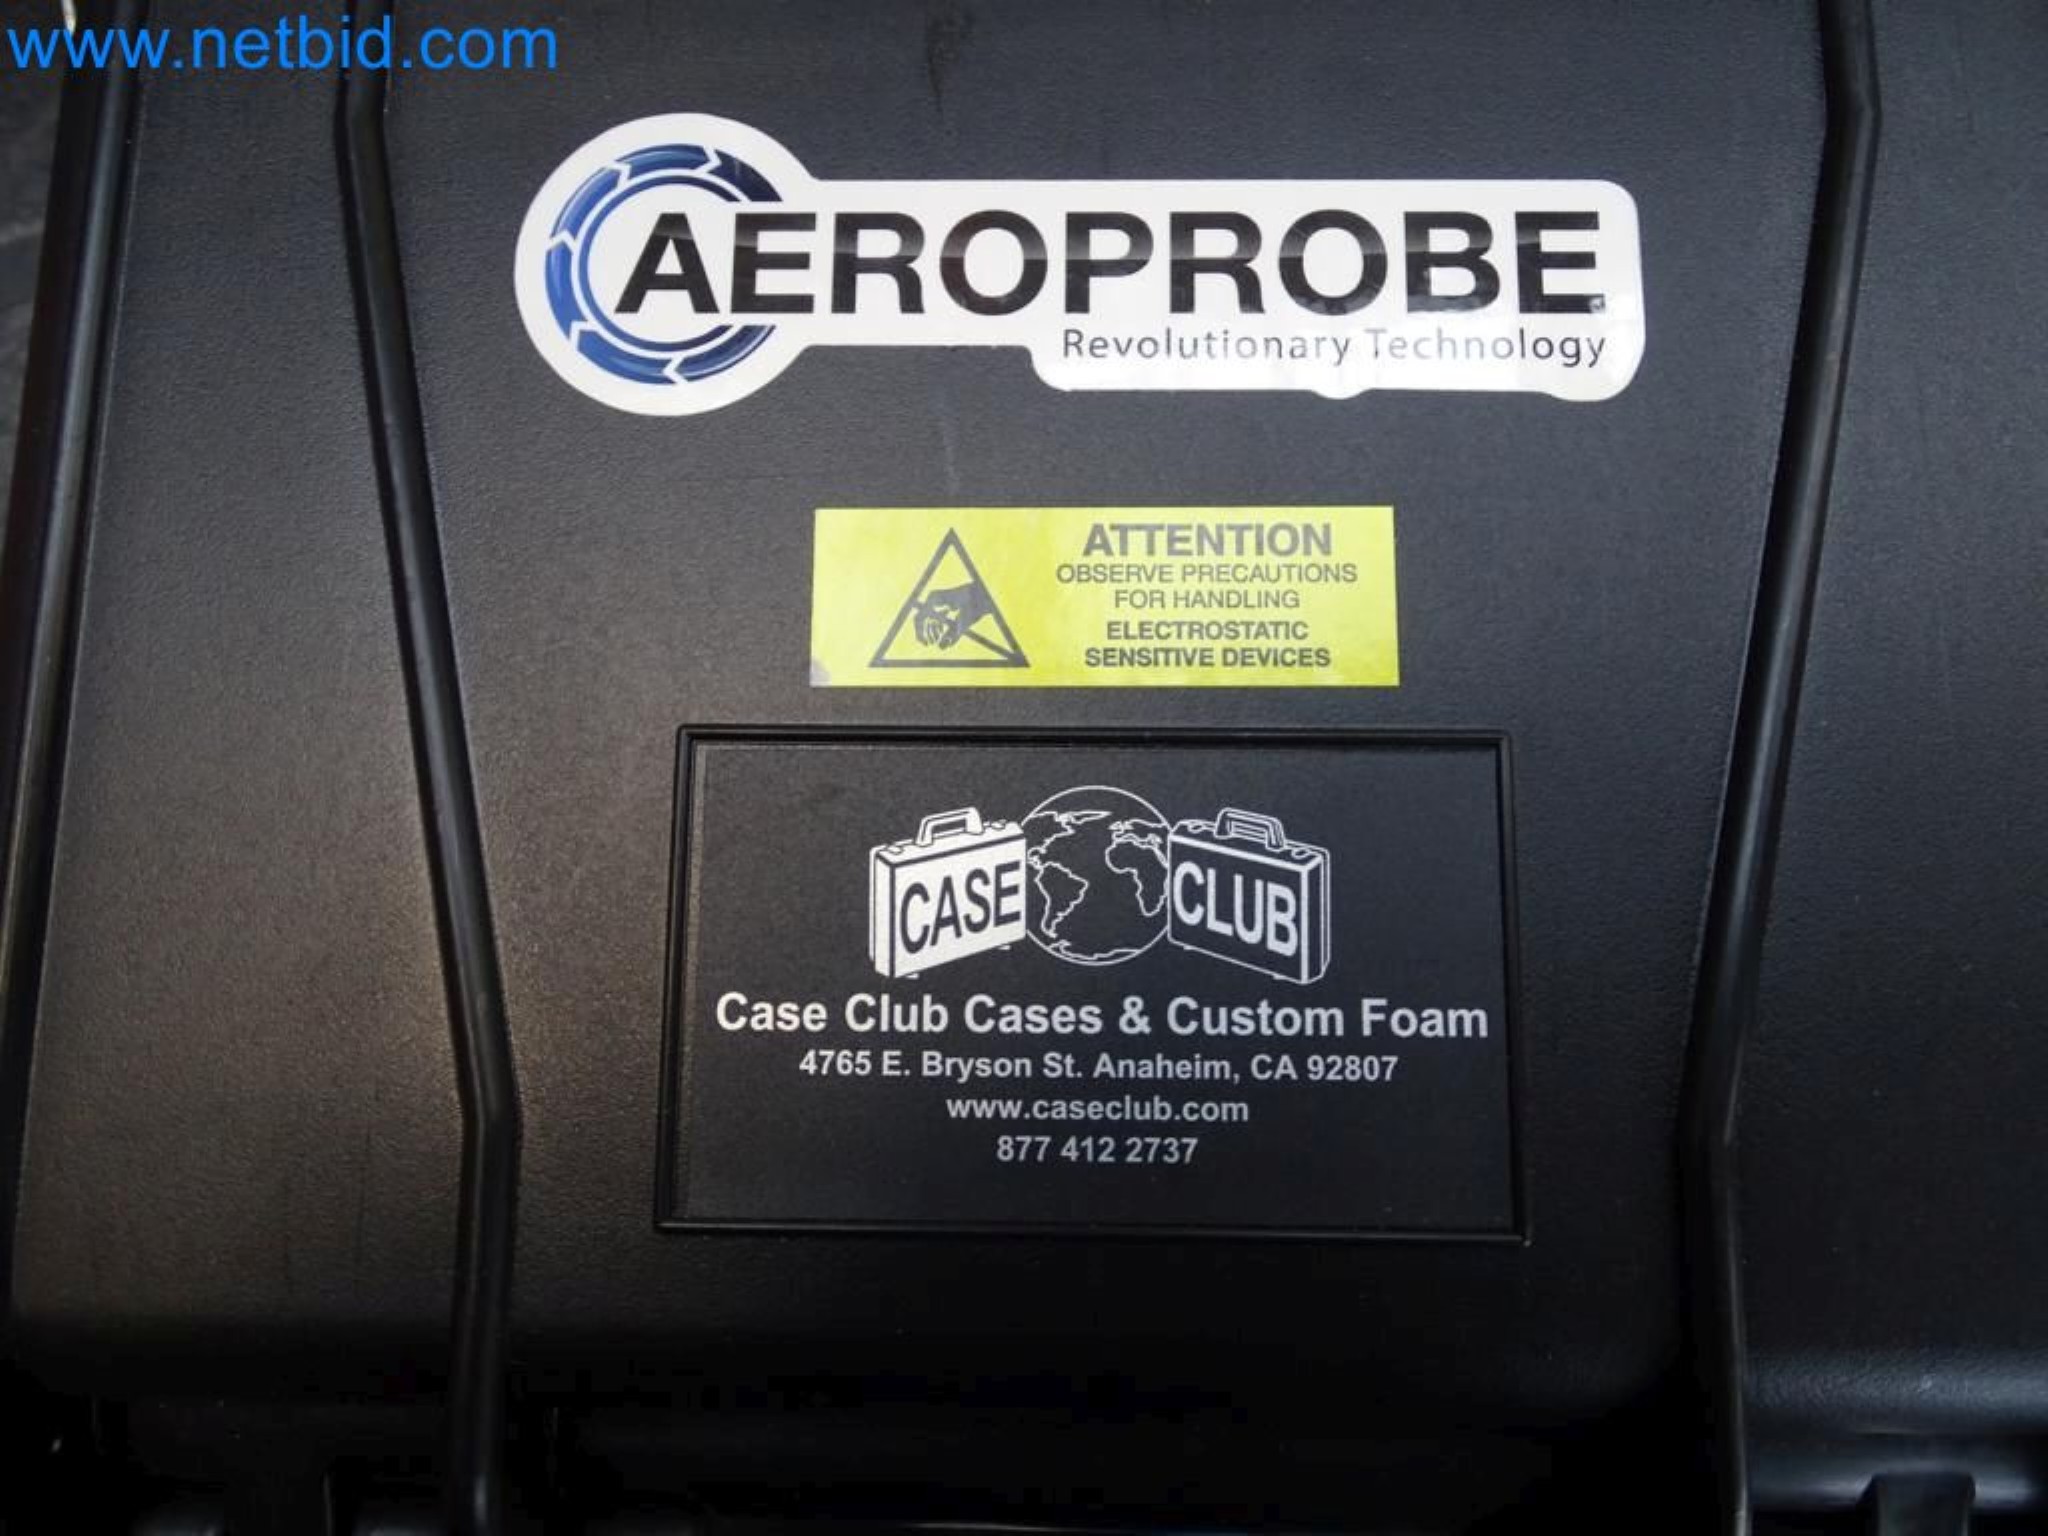 www.netbid.com
AEROPROBE
Revolutionary Technology
ATTENTION
OBSERVE PRECAUTIONS
FOR HANDLING
ELECTROSTATIC
SENSITIVE DEVICES
CASE CLUB
Case Club Cases & Custom Foam
4765 E. Bryson St. Anaheim, CA 92807
www.caseclub.com
877 412 2737